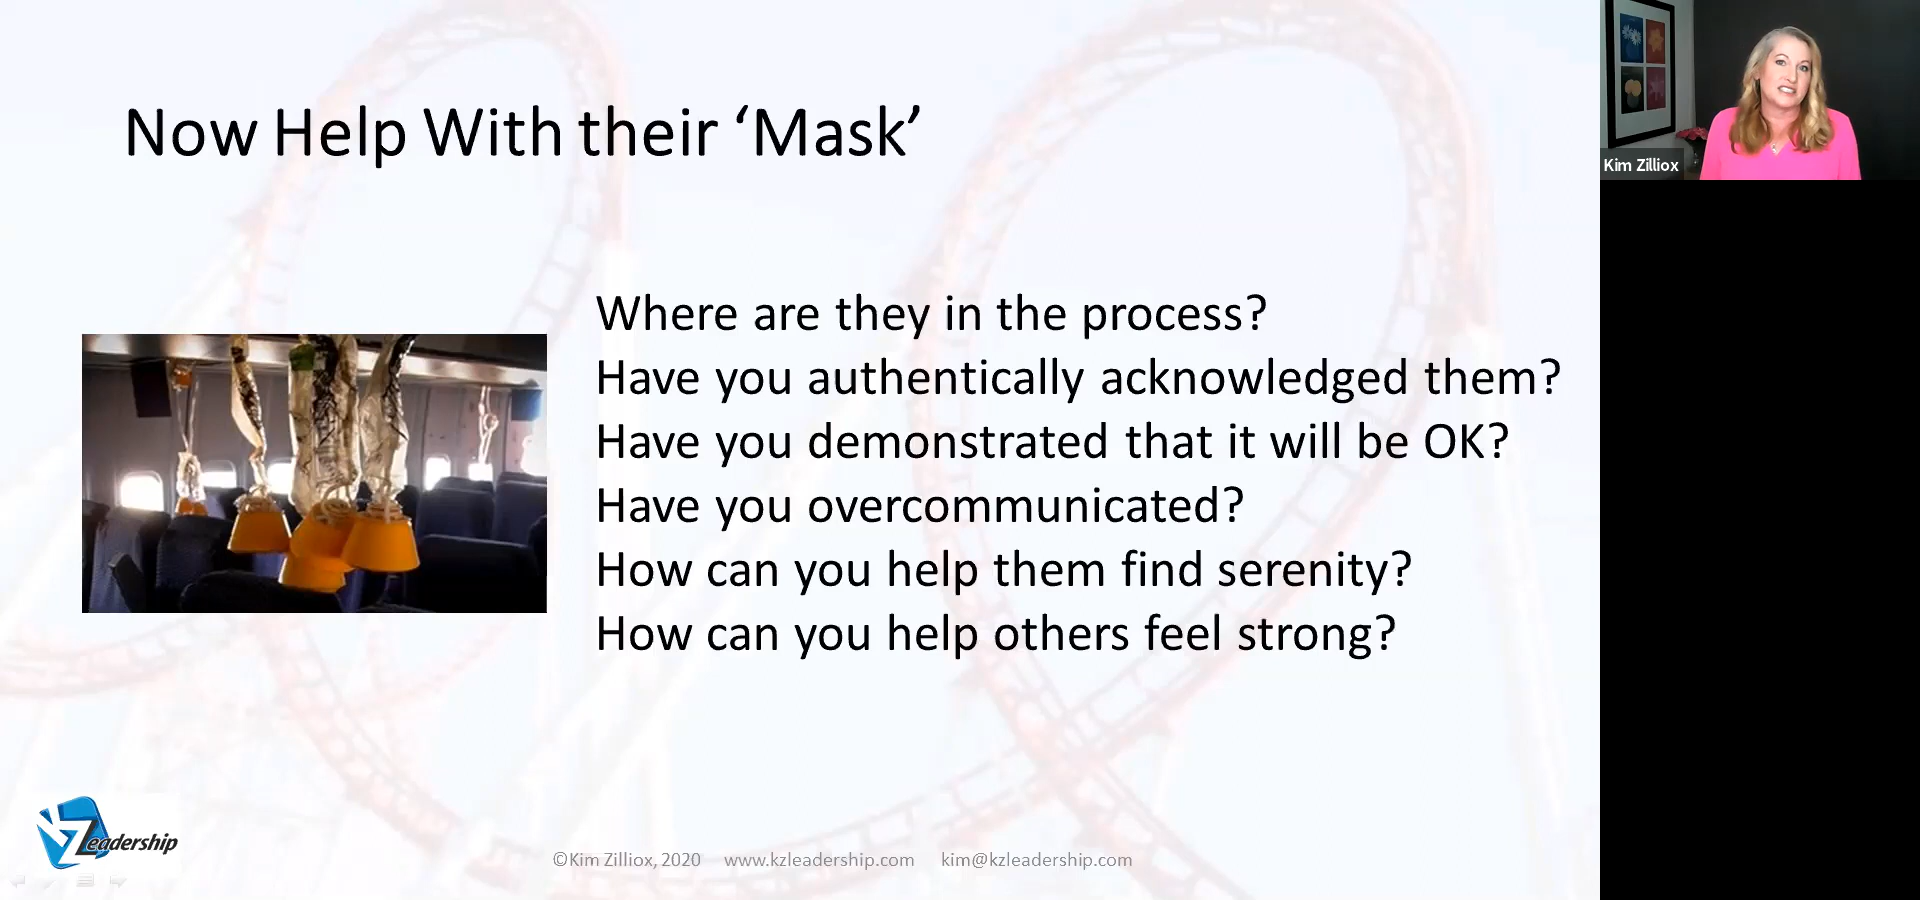 Now Help With their ‘Mask’
Where are they in the process?
Have you authentically acknowledged them?
Have you demonstrated that it will be OK?
Have you overcommunicated?
How can you help them find serenity?
How can you help others feel strong?
KZLeadership
©Kim Zilliox, 2020 www.kzleadership.com kim@kzleadership.com
Kim Zilliox